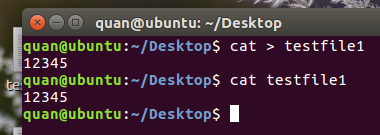 quan@ubuntu: ~/Desktop
quan@ubuntu:~/Desktop$ cat > testfile1
12345
quan@ubuntu:~/Desktop$ cat testfile1
12345
quan@ubuntu:~/Desktop$